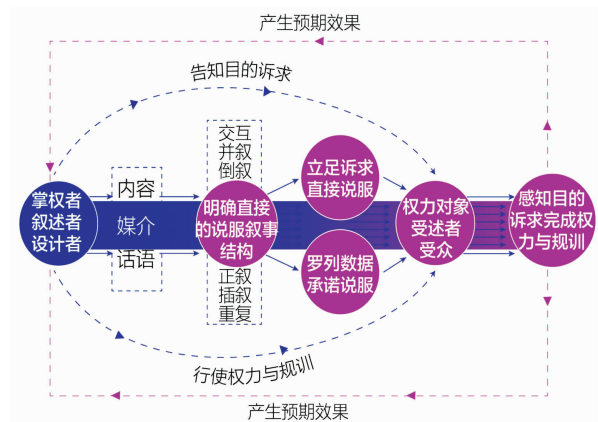 产生预期效果
告知目的诉求
交互
并叙
倒叙
掌权者
叙述者
设计者
内容
媒介
话语
明确直接
的说服叙事
结构
立足诉求
直接说服
罗列数据
承诺说服
权力对象
受述者
受众
感知目的
诉求完成权
力与规训
正叙
插叙
重复
行使权力与规训
产生预期效果